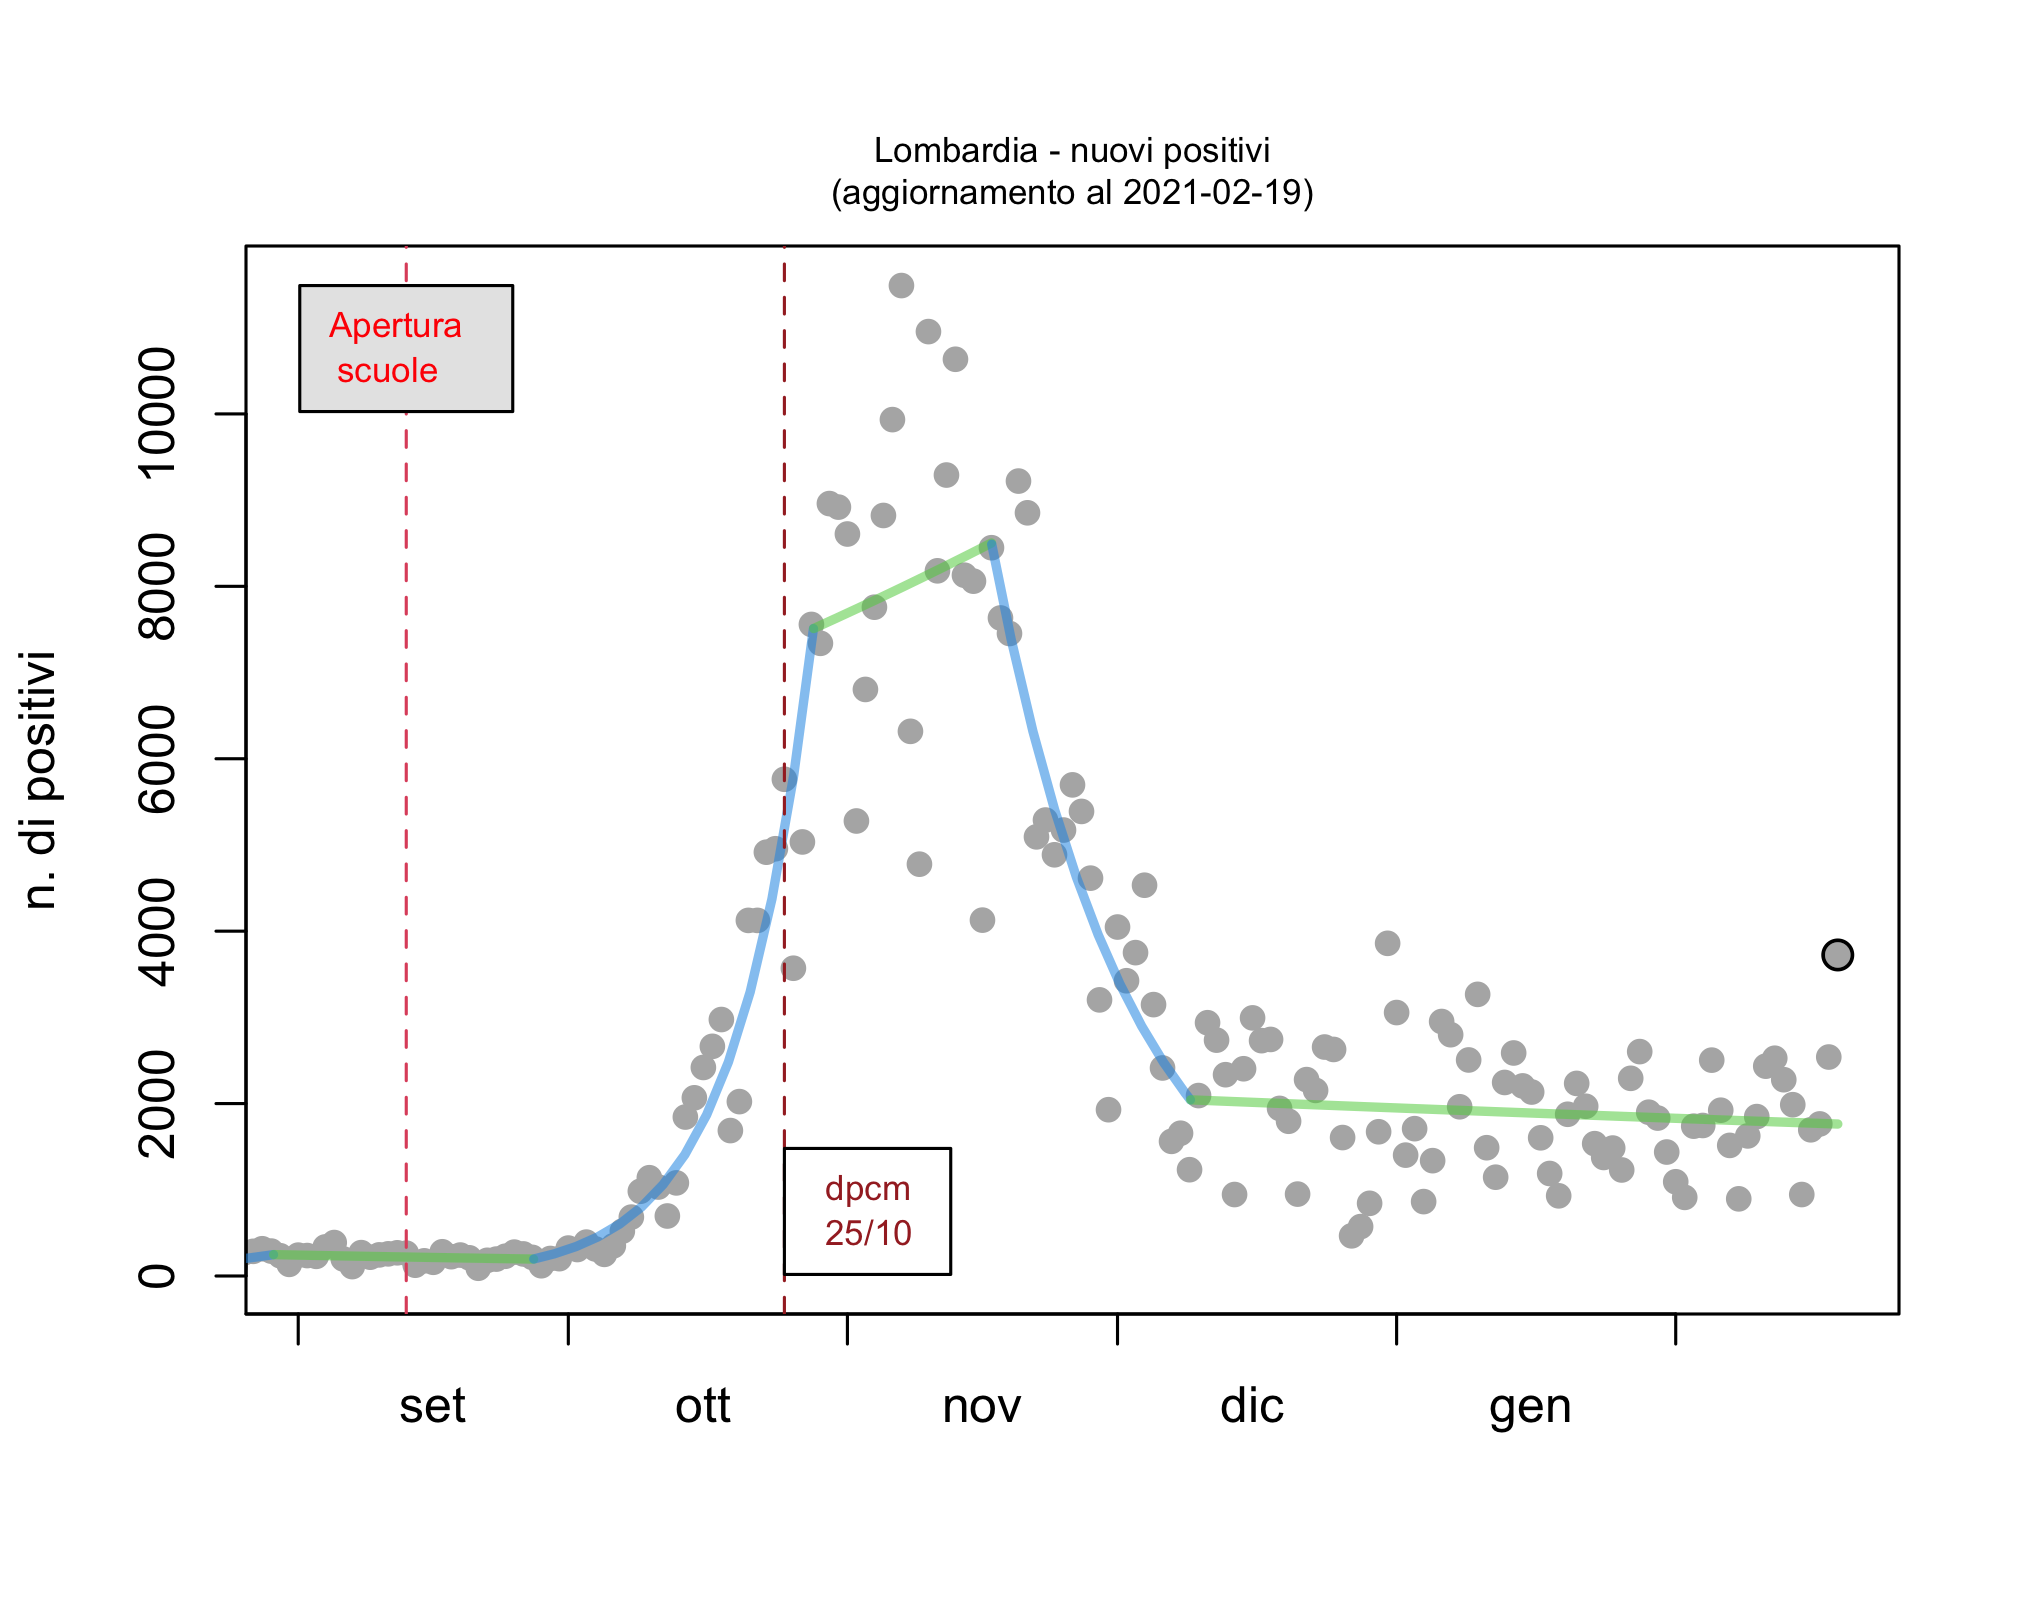 Lombardia - nuovi positivi
(aggiornamento al 2021-02-19)
Apertura
scuole
n. di positivi
10000
8000
6000
4000
2000
0
dpcm
25/10
set ott nov dic gen